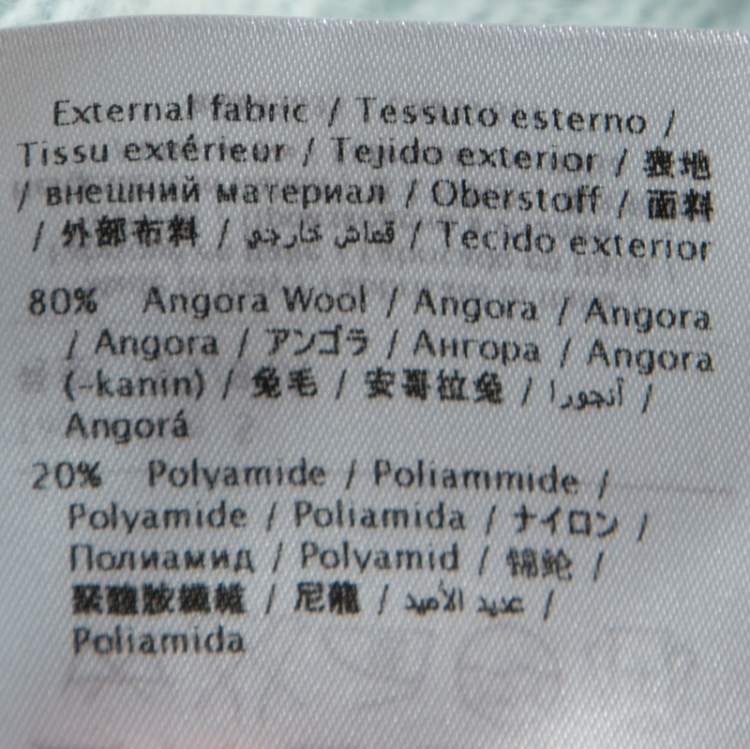 External fabric / Tessuto esterno /
Tissu extérieur / Tejido exterior / 裏地
/ внешний материал / Oberstoff / 面料
/ 外部布料 / قماش خارجو / Tecido exterior
80% Angora Wool / Angora / Angora
/ Angora / アンゴラ / Ангора / Angora
(-kanin) / 兔毛 / 安哥拉兔 / أنجورا /
Angorá
20% Polyamide / Poliammide /
Polyamide / Poliamida / ナイロン /
Полиамид / Polyamid / 锦纶 /
聚醯胺纖維 / 尼龍 / عديد الأميد /
Poliamida